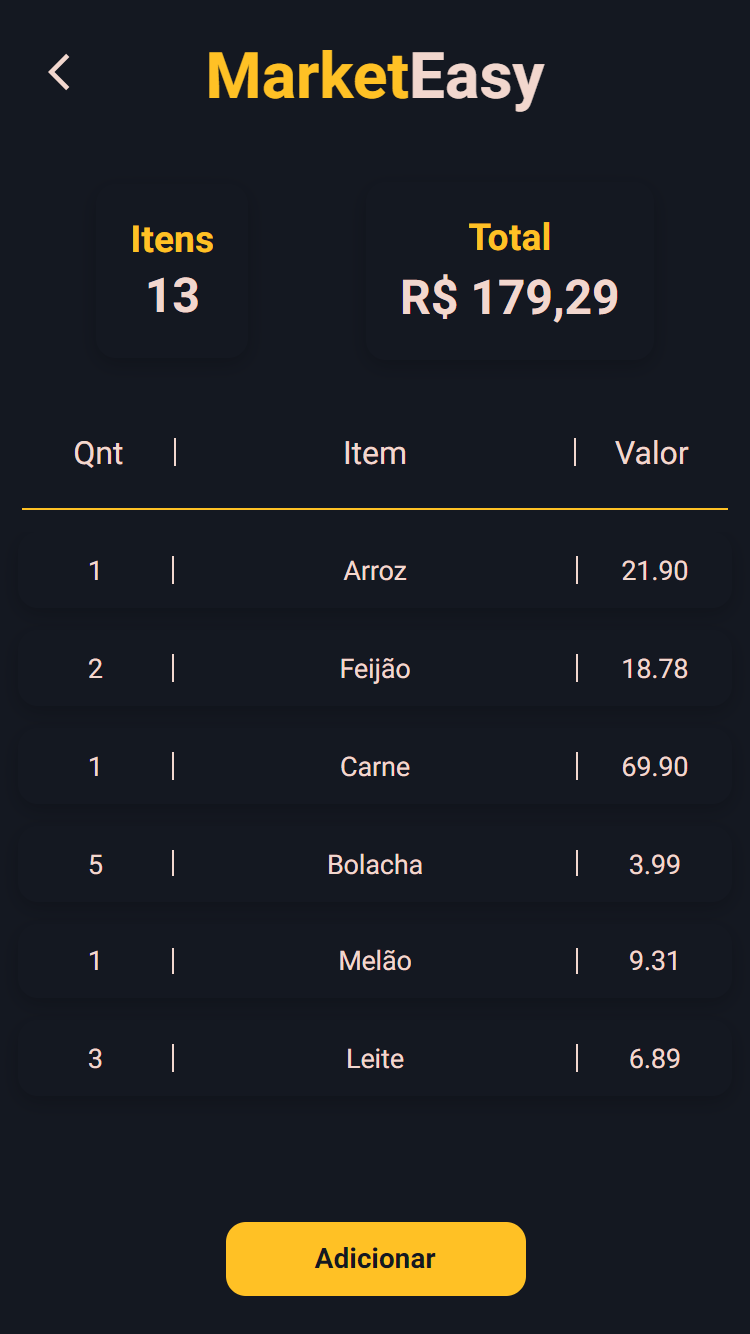 MarketEasy
Itens
13
Total
R$ 179,29
Qnt | Item | Valor
1 | Arroz | 21.90
2 | Feijão | 18.78
1 | Carne | 69.90
5 | Bolacha | 3.99
1 | Melão | 9.31
3 | Leite | 6.89
Adicionar